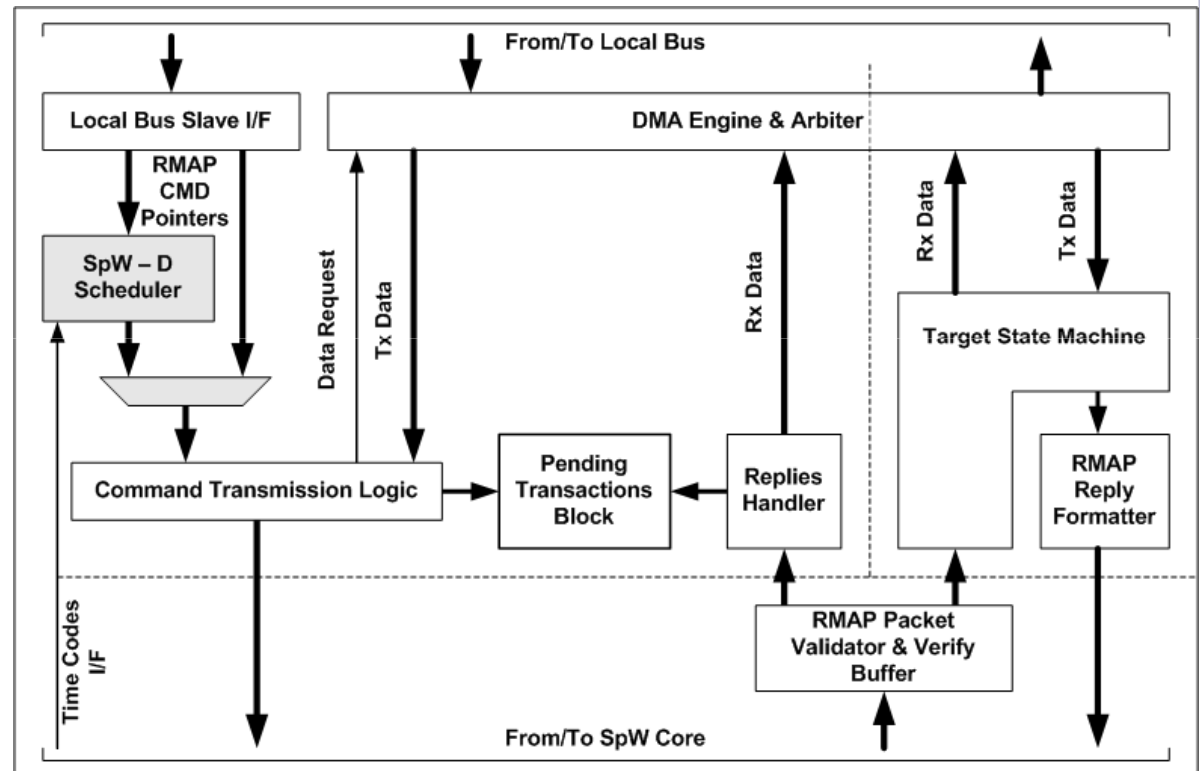 From/To Local Bus
Local Bus Slave I/F
DMA Engine & Arbiter
RMAP
CMD
Pointers
SpW – D
Scheduler
Data Request
Tx Data
Rx Data
Rx Data
Tx Data
Target State Machine
Command Transmission Logic
Pending
Transactions
Block
Replies
Handler
RMAP
Reply
Formatter
Time Codes
I/F
RMAP Packet
Validator & Verify
Buffer
From/To SpW Core